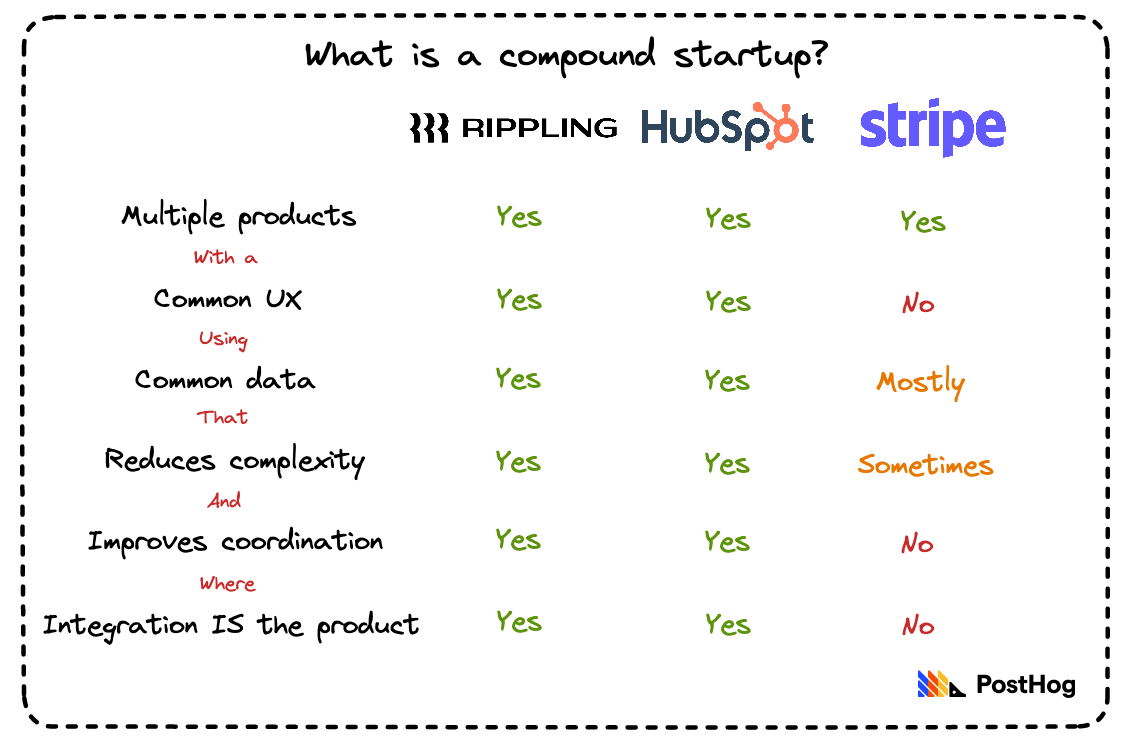 What is a compound startup?
RIPPLING HubSpot stripe
Multiple products Yes Yes Yes
With a
Common UX Yes Yes No
Using
Common data Yes Yes Mostly
That
Reduces complexity Yes Yes Sometimes
And
Improves coordination Yes Yes No
Where
Integration IS the product Yes Yes No
PostHog